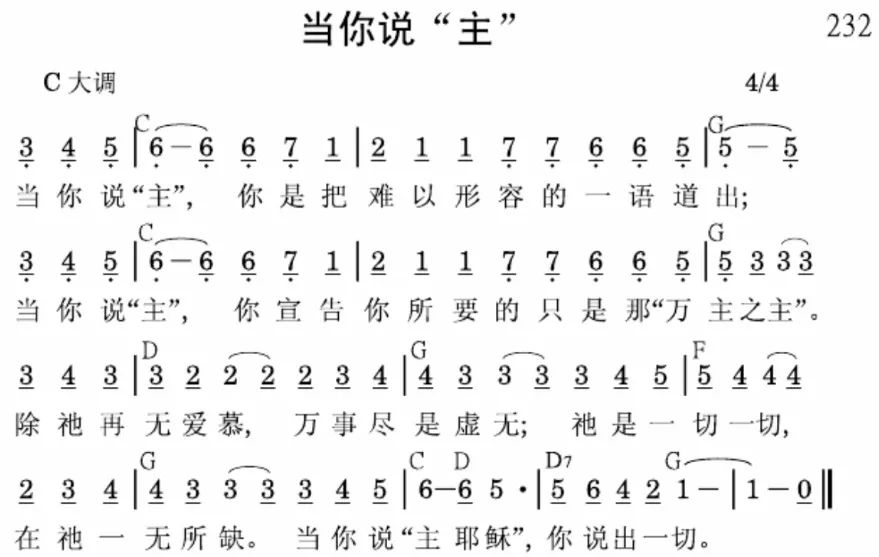 当你说“主”
232
C 大调
4/4
C G
3 4 5 6 - 6 6 7 1 2 1 1 7 7 6 6 5 5 - 5
当你说“主”, 你是把难以形容的一语道出;
C G
3 4 5 6 - 6 6 7 1 2 1 1 7 7 6 6 5 5 3 3 3
当你说“主”, 你宣告你所要的只是那“万主之主”。
D G F
3 4 3 3 2 2 2 2 3 4 4 3 3 3 3 4 5 5 4 4 4
除祂再无爱慕, 万事尽是虚无; 祂是一切一切,
G C D D7 G
2 3 4 4 3 3 3 3 4 5 6 - 6 5 · 5 6 4 2 1 - 1 - 0
在祂一无所缺。 当你说“主耶稣”, 你说出一切。